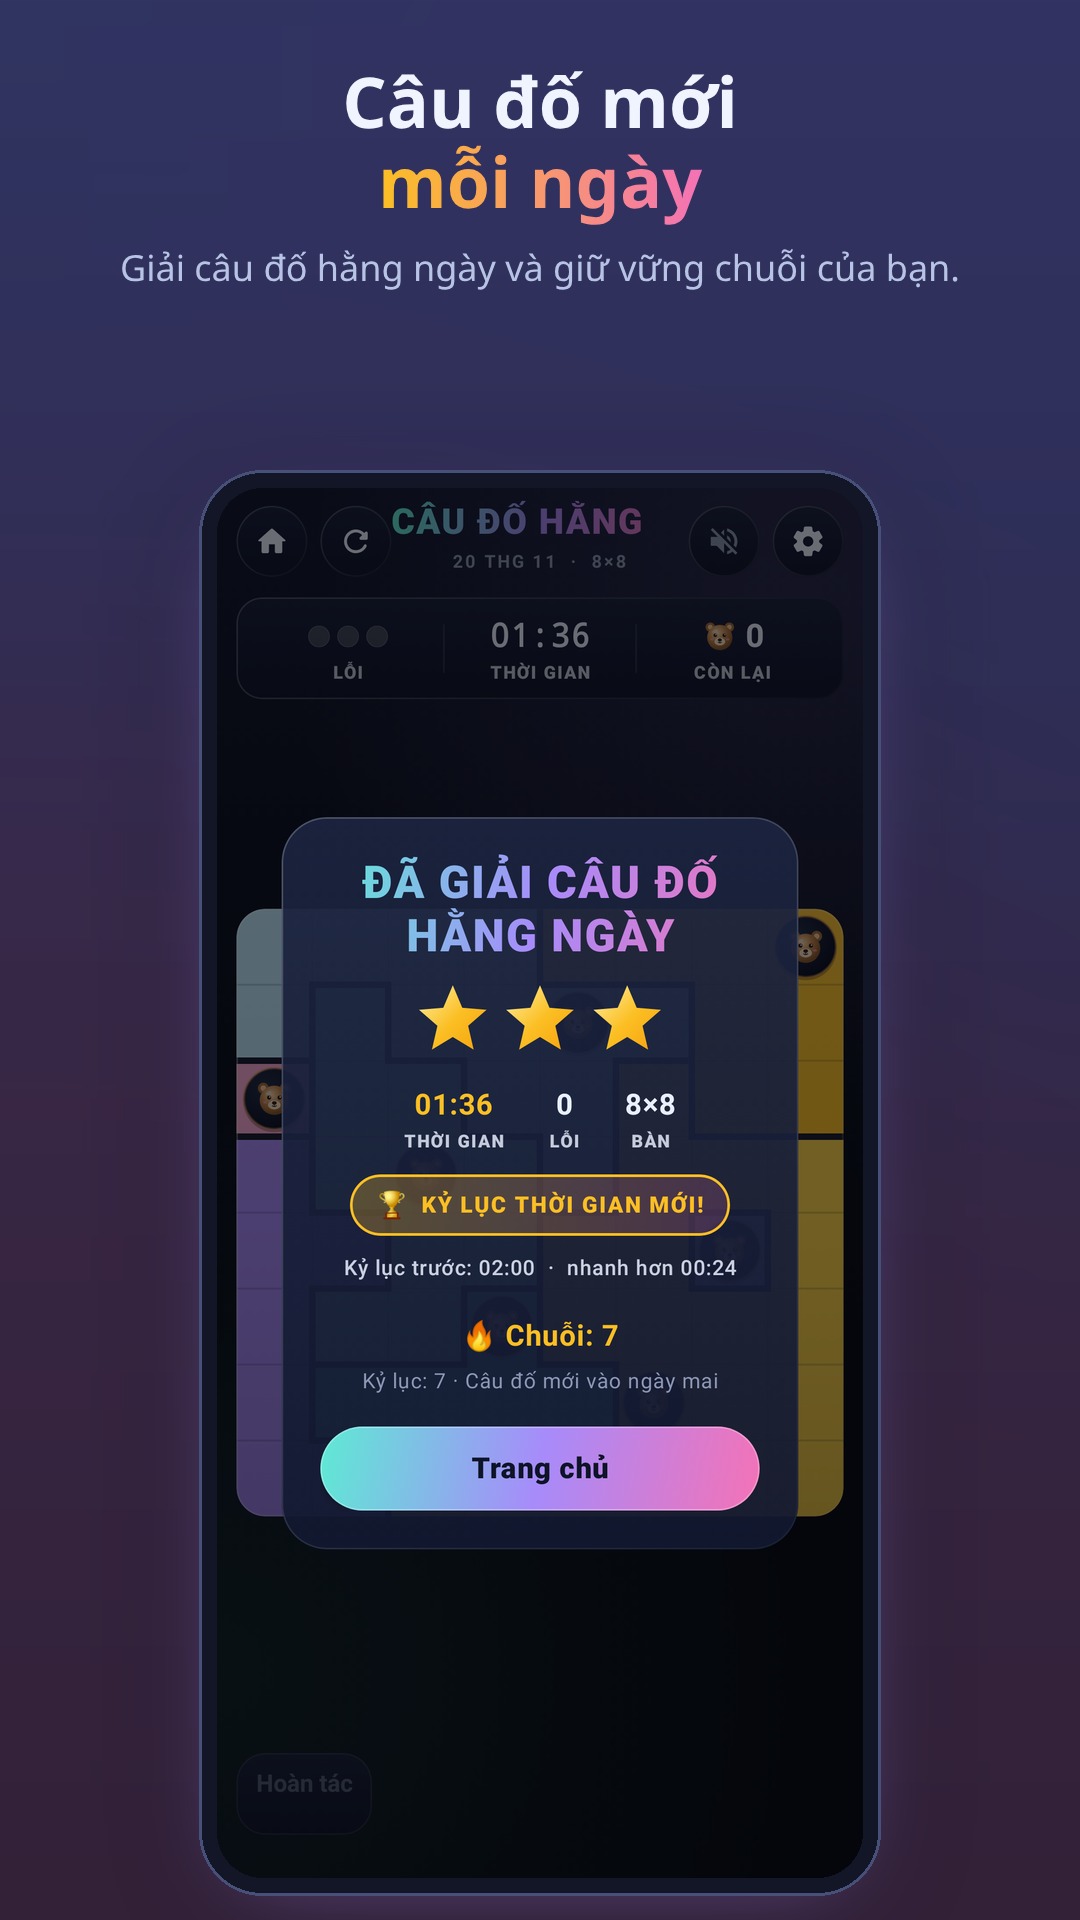 Câu đố mới
mỗi ngày
Giải câu đố hằng ngày và giữ vững chuỗi của bạn.
CÂU ĐỐ HẰNG
20 THG 11 · 8×8
01:36
0
LỖI
THỜI GIAN
CÒN LẠI
ĐÃ GIẢI CÂU ĐỐ
HẰNG NGÀY
01:36
0
8×8
THỜI GIAN
LỖI
BÀN
KỶ LỤC THỜI GIAN MỚI!
Kỷ lục trước: 02:00 · nhanh hơn 00:24
Chuỗi: 7
Kỷ lục: 7 · Câu đố mới vào ngày mai
Trang chủ
Hoàn tác